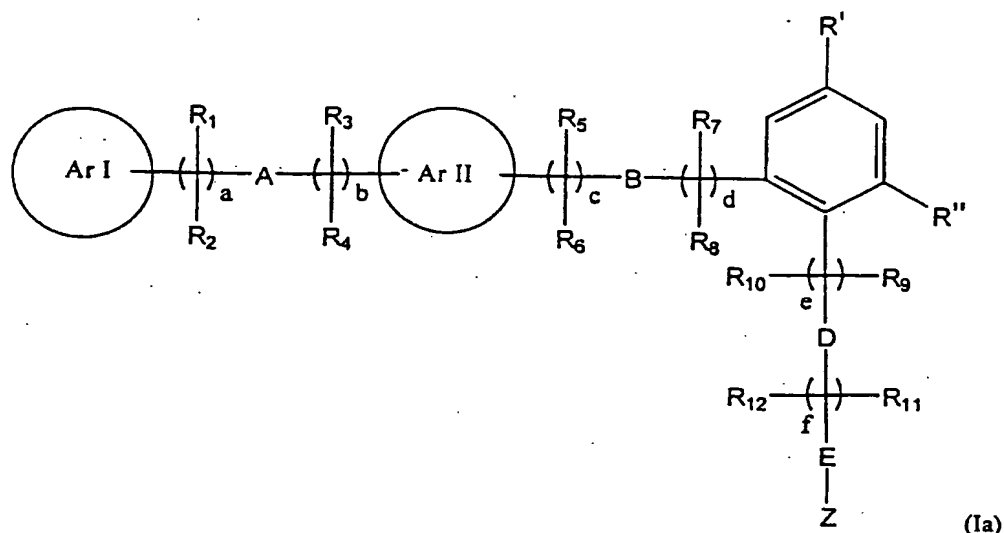 R'
R1 R3 R5 R7
Ar I ( ) a A ( ) b Ar II ( ) c B ( ) d
R2 R4 R6 R8 R"
R10 ( ) e R9
D
R12 ( ) f R11
E
Z
(Ia)